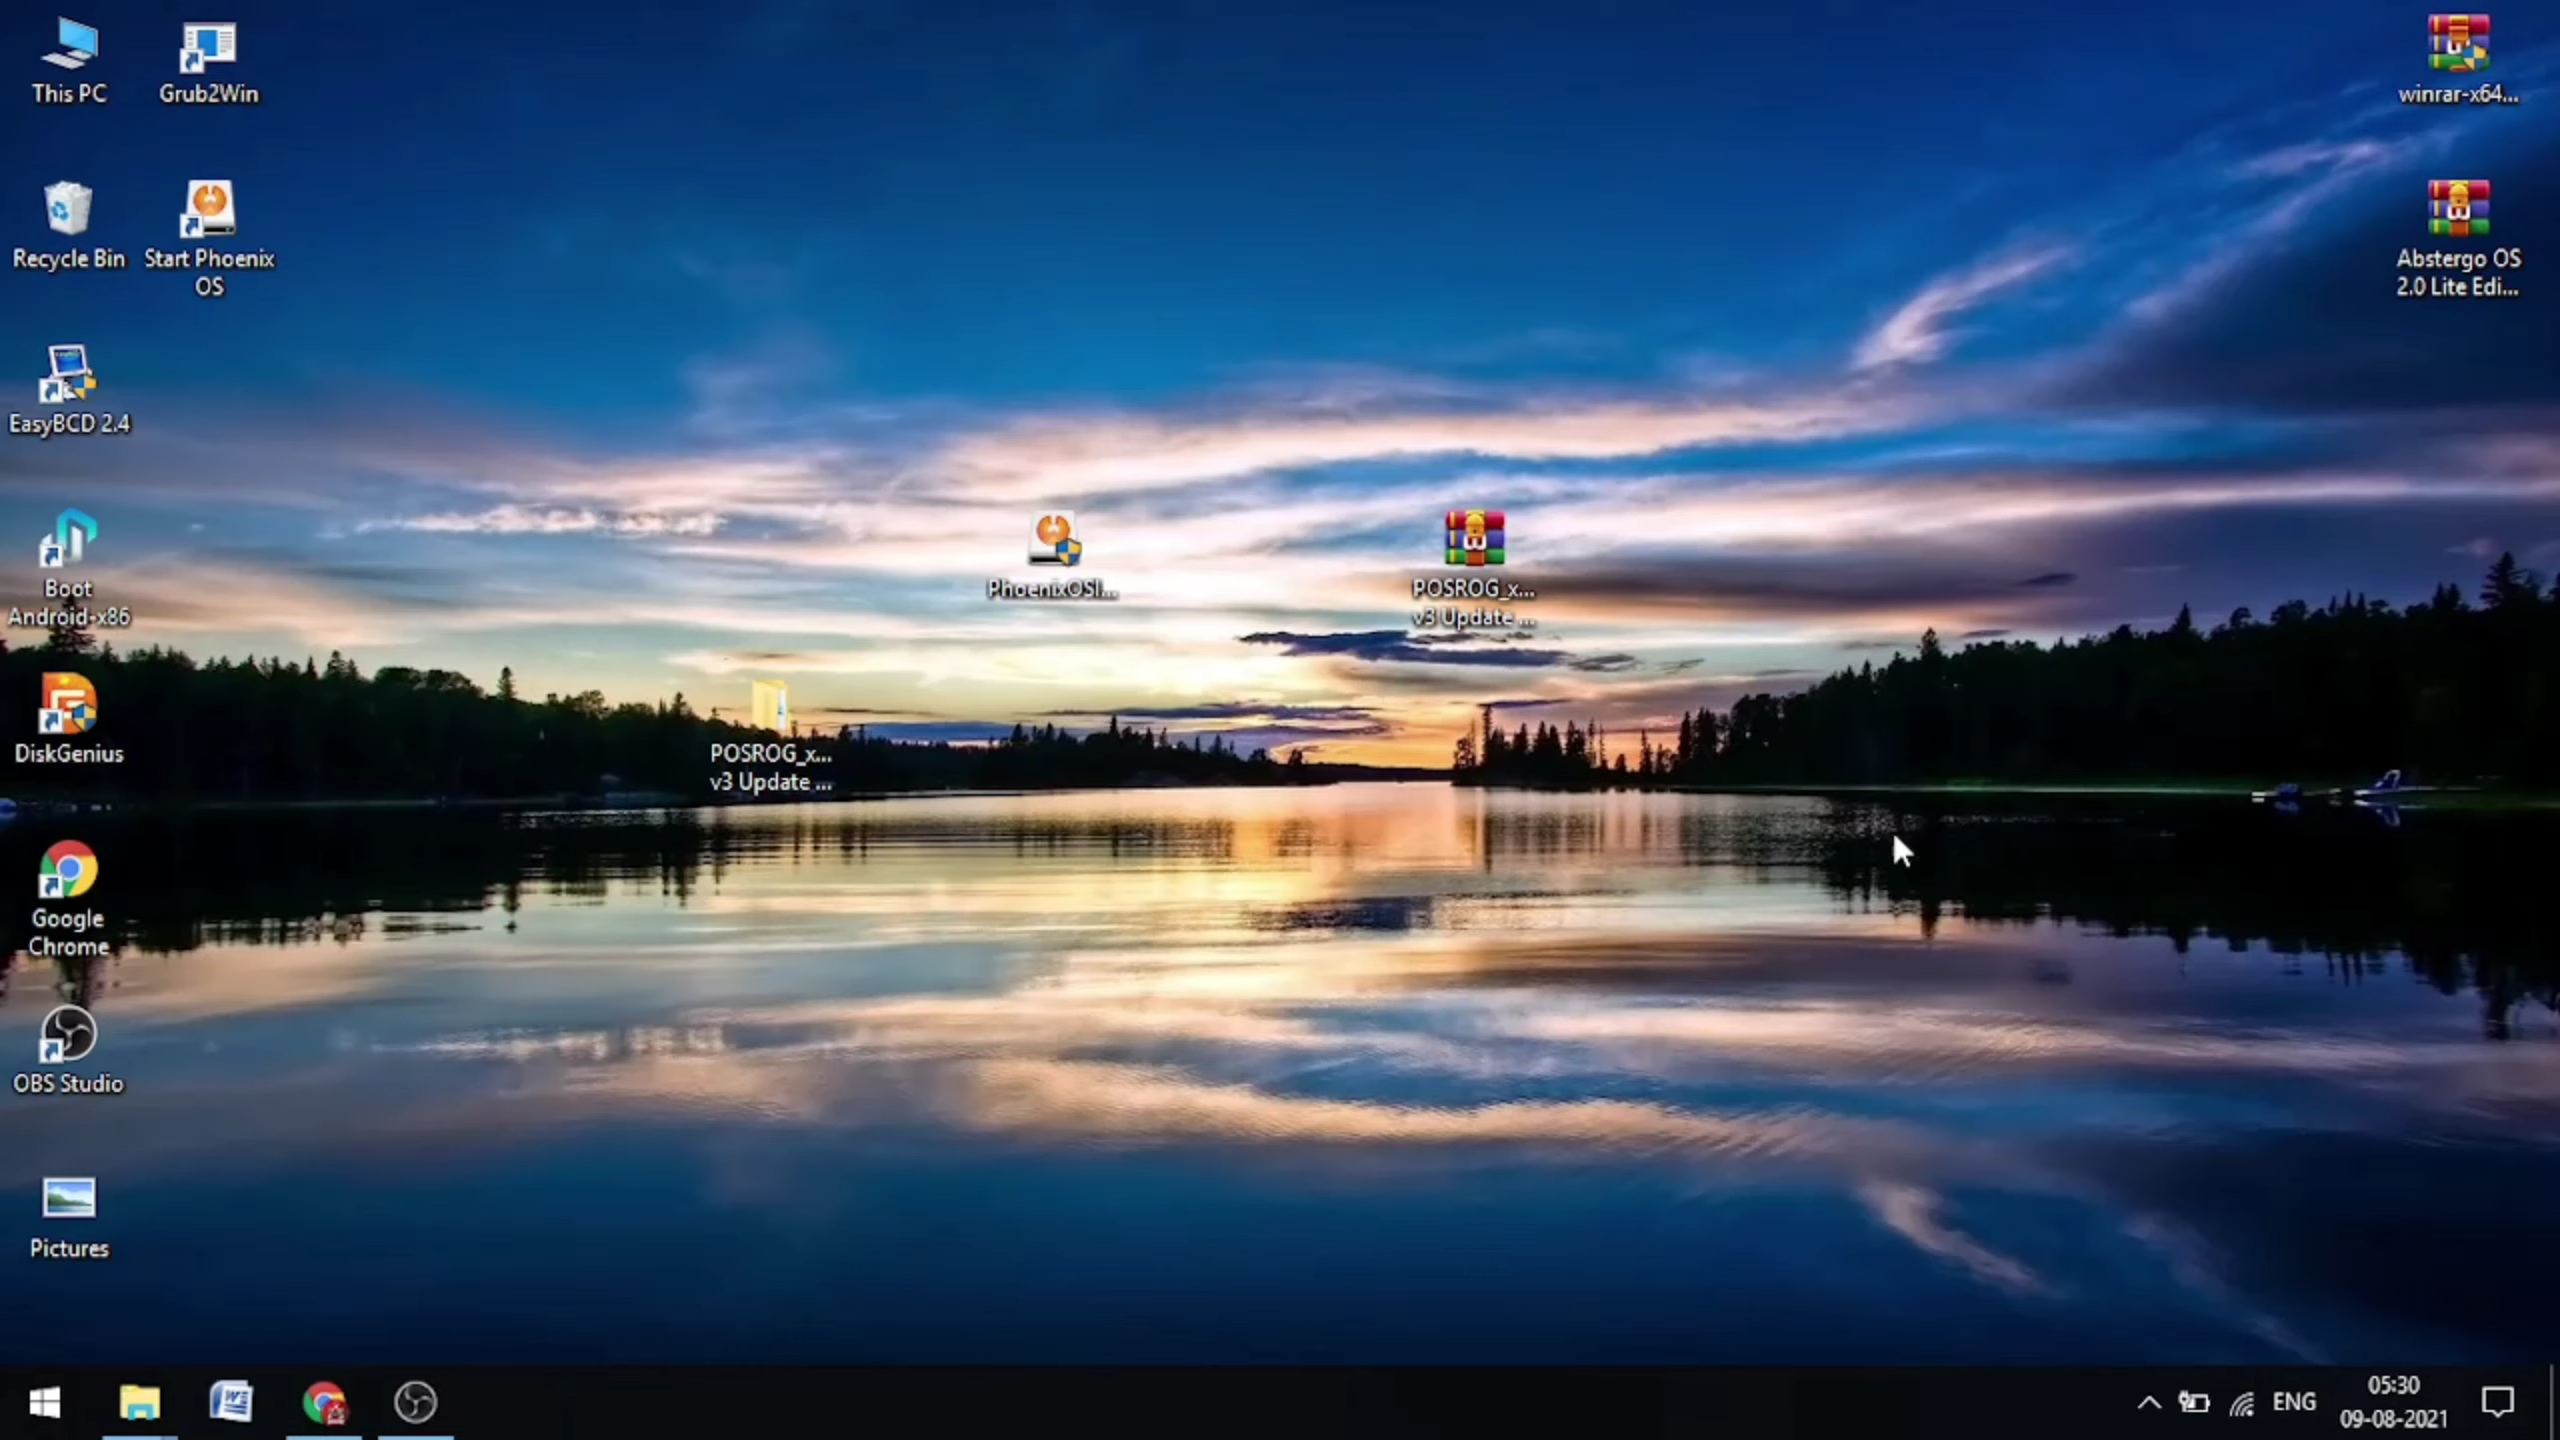 This PC
Grub2Win
winrar-x64...
Recycle Bin
Start Phoenix
OS
Abstergo OS
2.0 Lite Edi...
EasyBCD 2.4
Boot
Android-x86
PhoenixOSI...
POSROG_x...
v3 Update ...
DiskGenius
POSROG_x...
v3 Update ...
Google
Chrome
OBS Studio
Pictures
ENG
05:30
09-08-2021